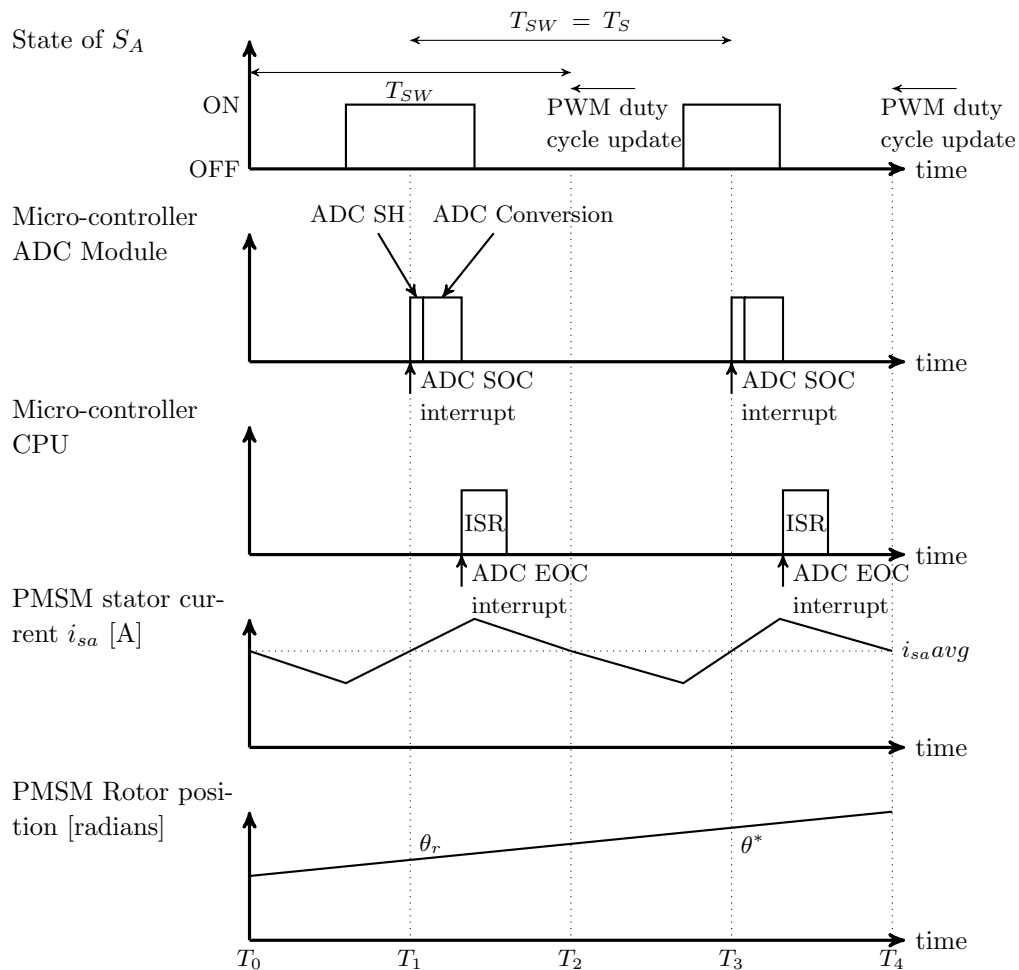 State of S_A
T_SW = T_S
T_SW
ON
OFF
PWM duty
cycle update
PWM duty
cycle update
time
Micro-controller
ADC Module
ADC SH
ADC Conversion
time
ADC SOC
interrupt
ADC SOC
interrupt
Micro-controller
CPU
ISR
ISR
time
ADC EOC
interrupt
ADC EOC
interrupt
PMSM stator cur-
rent i_sa [A]
i_sa avg
time
PMSM Rotor posi-
tion [radians]
θ_r
θ*
time
T_0 T_1 T_2 T_3 T_4